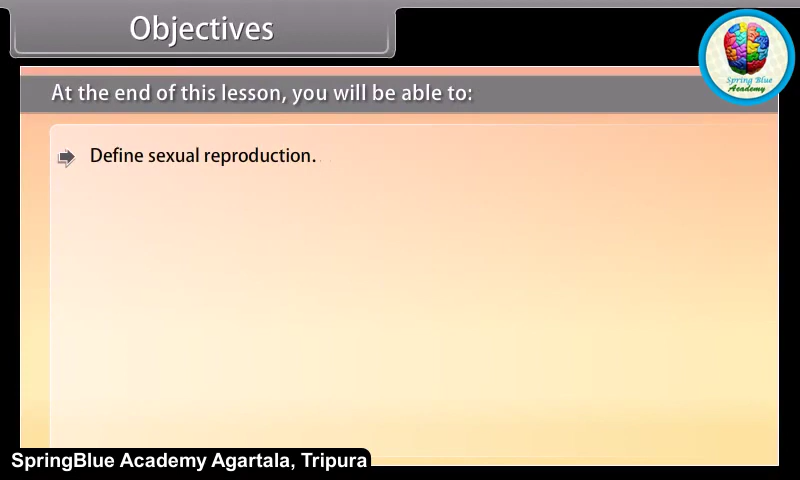 Objectives
Spring Blue
Academy
At the end of this lesson, you will be able to:
Define sexual reproduction.
SpringBlue Academy Agartala, Tripura